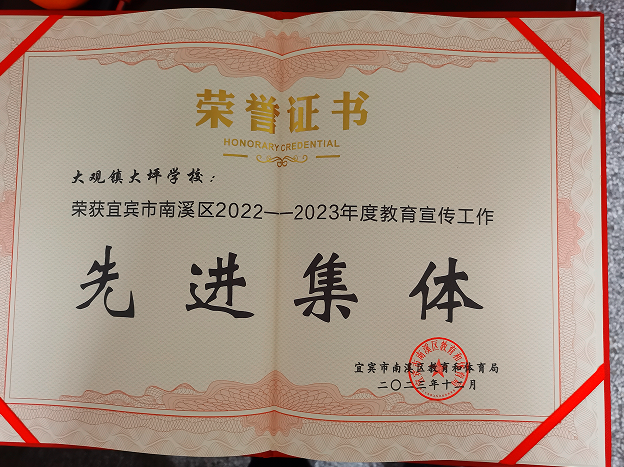 荣誉证书
HONORARY CREDENTIAL
大观镇大坪学校：
荣获宜宾市南溪区2022——2023年度教育宣传工作
先进集体
宜宾市南溪区教育和体育局
二〇二三年十二月